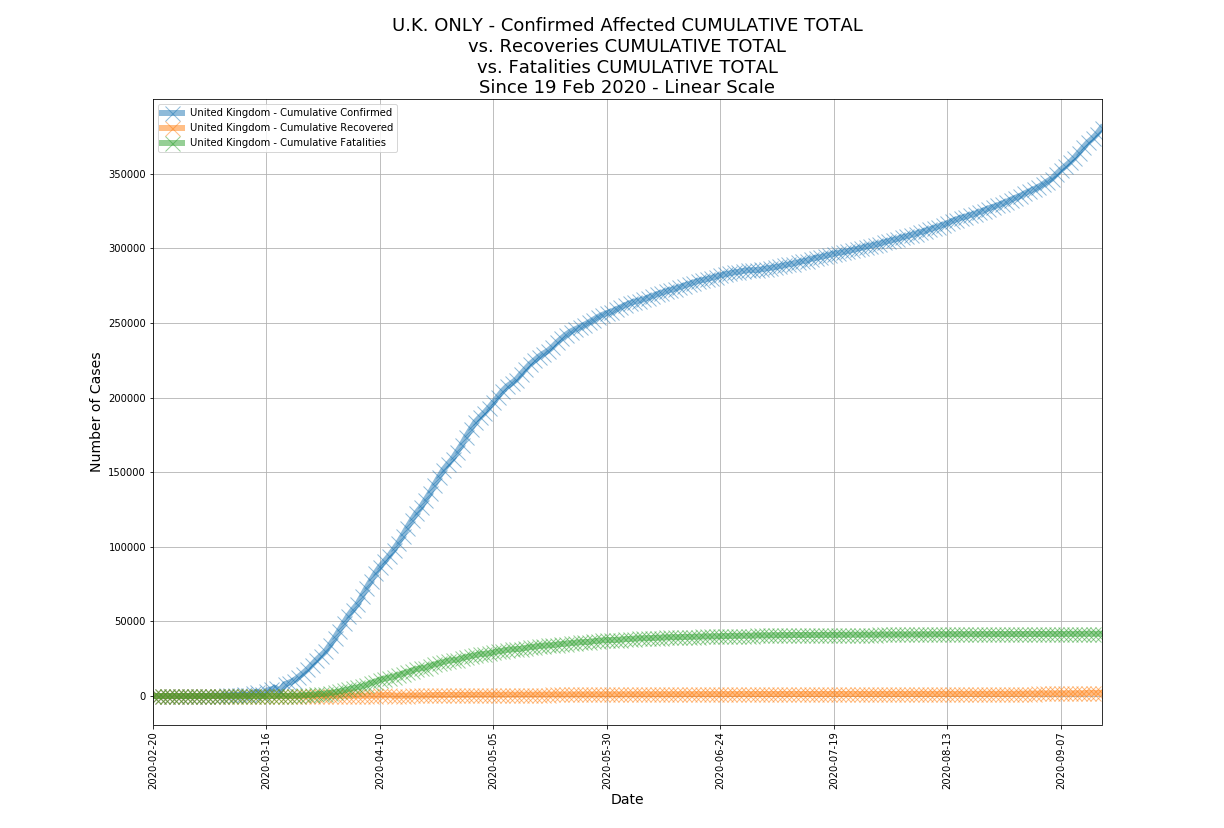 U.K. ONLY - Confirmed Affected CUMULATIVE TOTAL
vs. Recoveries CUMULATIVE TOTAL
vs. Fatalities CUMULATIVE TOTAL
Since 19 Feb 2020 - Linear Scale
United Kingdom - Cumulative Confirmed
United Kingdom - Cumulative Recovered
United Kingdom - Cumulative Fatalities
Number of Cases
350000
300000
250000
200000
150000
100000
50000
0
2020-02-20
2020-03-16
2020-04-10
2020-05-05
2020-05-30
2020-06-24
2020-07-19
2020-08-13
2020-09-07
Date